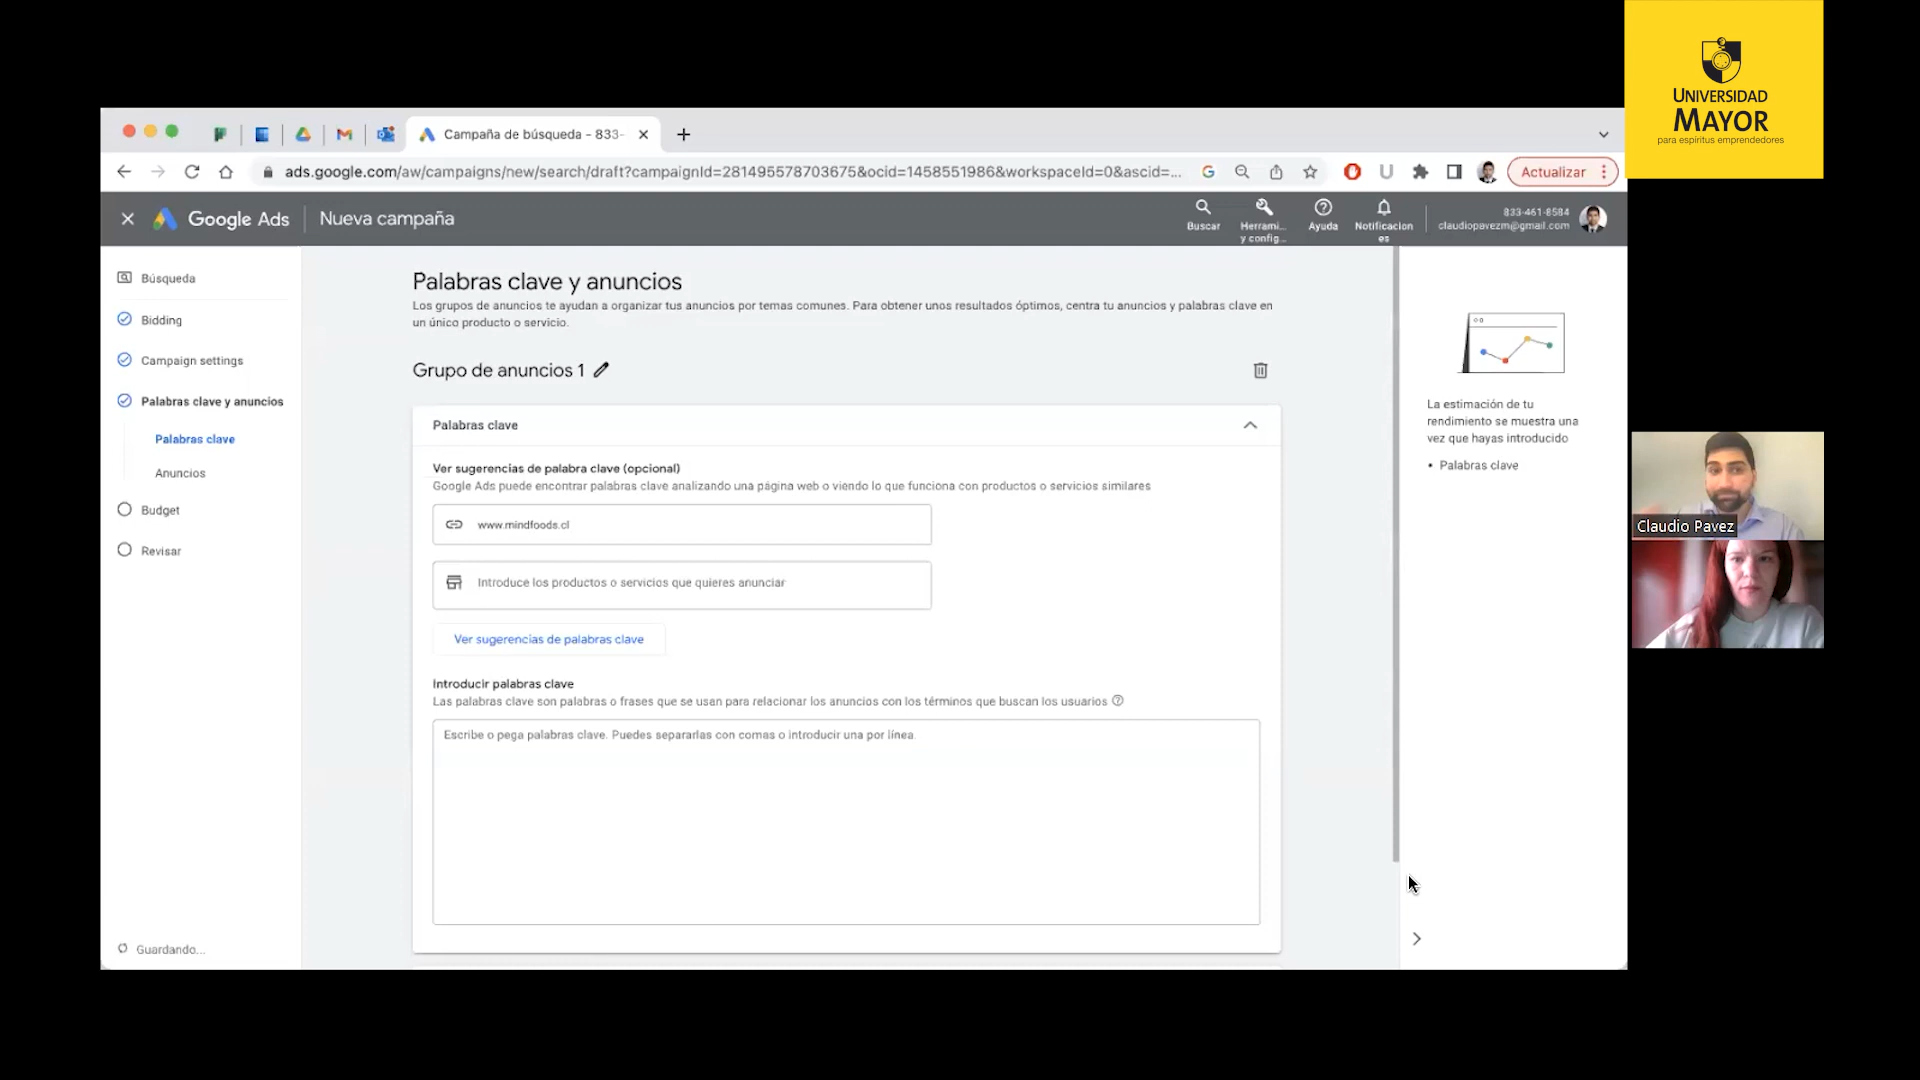 UNIVERSIDAD
MAYOR
para espíritus emprendedores
Campaña de búsqueda - 833-
ads.google.com/aw/campaigns/new/search/draft?campaignId=281495578703675&ocid=1458551986&workspaceId=0&ascid=...
Actualizar
Google Ads
Nueva campaña
Buscar
Herrami...
y config...
Ayuda
Notificacion
es
833-461-8584
claudiopavezm@gmail.com
Búsqueda
Bidding
Campaign settings
Palabras clave y anuncios
Palabras clave
Anuncios
Budget
Revisar
Guardando...
Palabras clave y anuncios
Los grupos de anuncios te ayudan a organizar tus anuncios por temas comunes. Para obtener unos resultados óptimos, centra tu anuncios y palabras clave en
un único producto o servicio.
Grupo de anuncios 1
Palabras clave
Ver sugerencias de palabra clave (opcional)
Google Ads puede encontrar palabras clave analizando una página web o viendo lo que funciona con productos o servicios similares
www.mindfoods.cl
Introduce los productos o servicios que quieres anunciar
Ver sugerencias de palabras clave
Introducir palabras clave
Las palabras clave son palabras o frases que se usan para relacionar los anuncios con los términos que buscan los usuarios
Escribe o pega palabras clave. Puedes separarlas con comas o introducir una por línea.
La estimación de tu
rendimiento se muestra una
vez que hayas introducido
• Palabras clave
Claudio Pavez